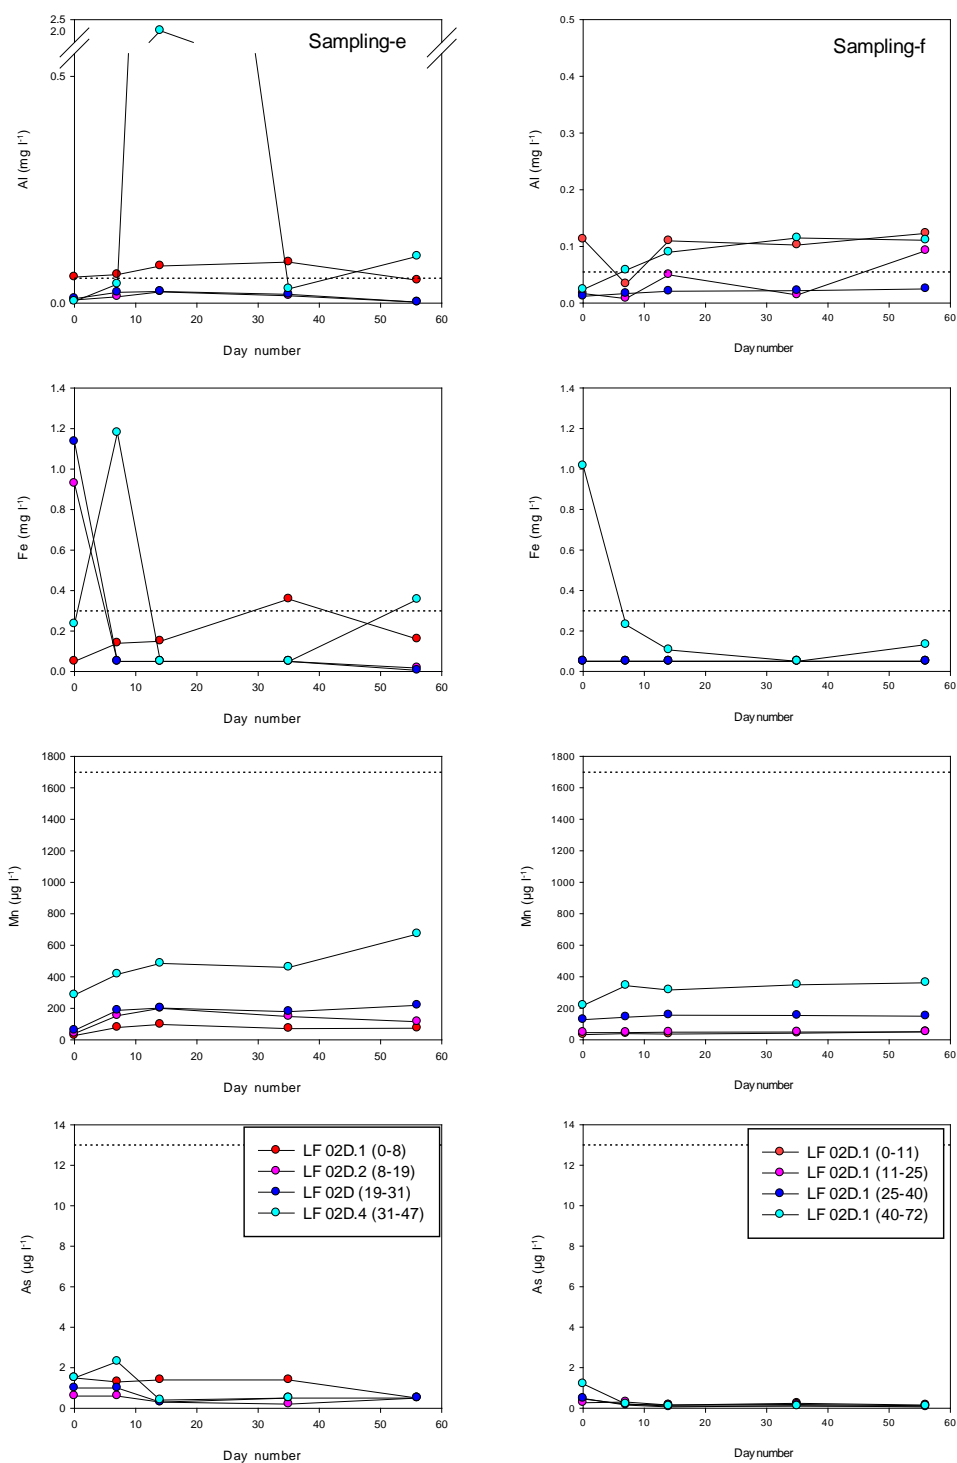 Sampling-e
2.5
2.0
0.5
0.0
Al (mg l-1)
0 10 20 30 40 50 60
Day number
Sampling-f
0.5
0.4
0.3
0.2
0.1
0.0
Al (mg l-1)
0 10 20 30 40 50 60
Day number
1.4
1.2
1.0
0.8
0.6
0.4
0.2
0.0
Fe (mg l-1)
0 10 20 30 40 50 60
Day number
1.4
1.2
1.0
0.8
0.6
0.4
0.2
0.0
Fe (mg l-1)
0 10 20 30 40 50 60
Day number
1800
1600
1400
1200
1000
800
600
400
200
0
Mn (µg l-1)
0 10 20 30 40 50 60
Day number
1800
1600
1400
1200
1000
800
600
400
200
0
Mn (µg l-1)
0 10 20 30 40 50 60
Day number
14
12
10
8
6
4
2
0
As (µg l-1)
LF 02D.1 (0-8)
LF 02D.2 (8-19)
LF 02D (19-31)
LF 02D.4 (31-47)
0 10 20 30 40 50 60
Day number
14
12
10
8
6
4
2
0
As (µg l-1)
LF 02D.1 (0-11)
LF 02D.1 (11-25)
LF 02D.1 (25-40)
LF 02D.1 (40-72)
0 10 20 30 40 50 60
Day number